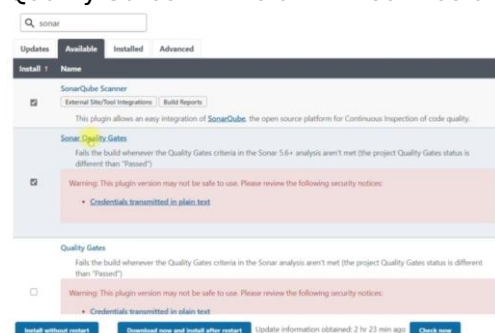 sonar
Updates Available Installed Advanced
Install ↑ Name
SonarQube Scanner
External Site/Tool Integrations Build Reports
This plugin allows an easy integration of SonarQube, the open source platform for Continuous Inspection of code quality.
Sonar Quality Gates
Fails the build whenever the Quality Gates criteria in the Sonar 5.6+ analysis aren't met (the project Quality Gates status is
different than "Passed")
Warning: This plugin version may not be safe to use. Please review the following security notices:
• Credentials transmitted in plain text
Quality Gates
Fails the build whenever the Quality Gates criteria in the Sonar analysis aren't met (the project Quality Gates status is different
than "Passed")
Warning: This plugin version may not be safe to use. Please review the following security notices:
• Credentials transmitted in plain text
Install without restart Download now and install after restart Update information obtained: 2 hr 23 min ago Check now